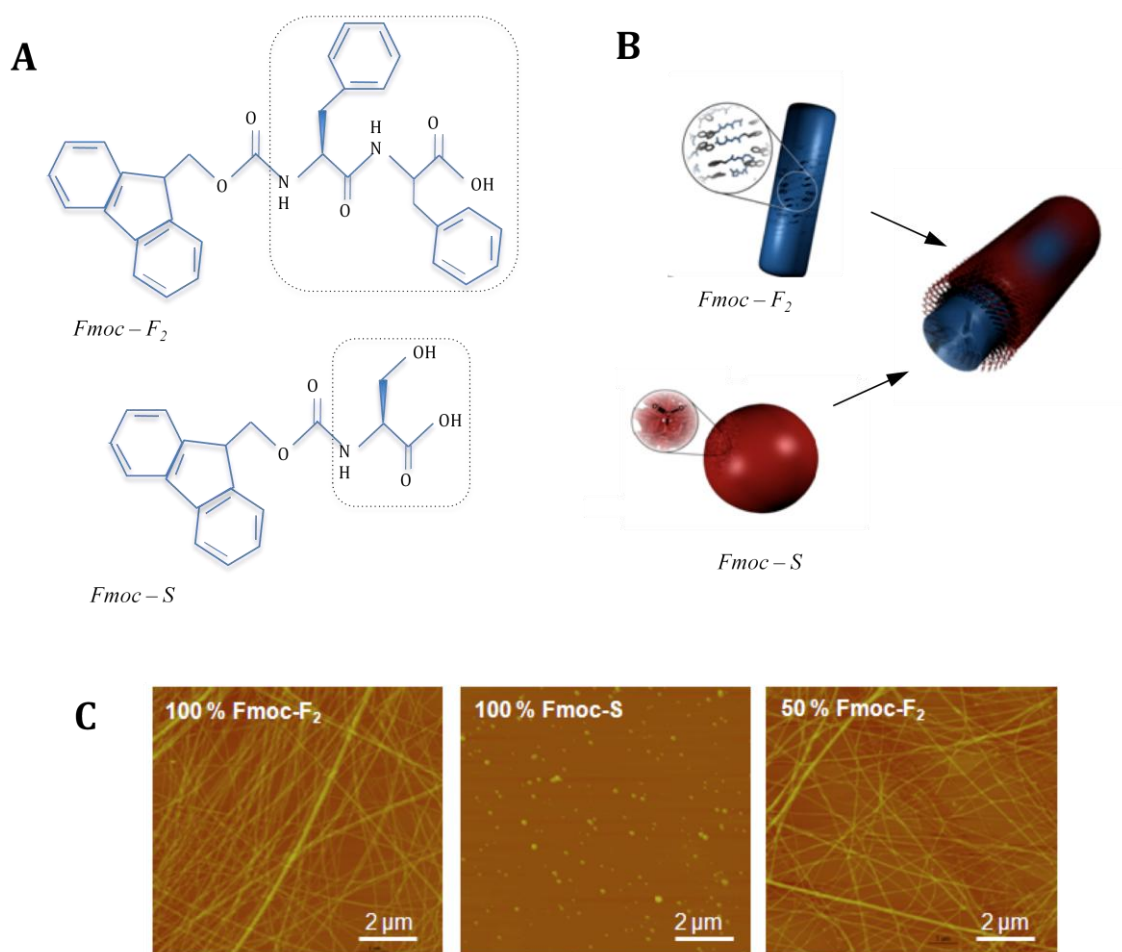 A
O
O
N
H
O
H
N
O
OH
Fmoc – F2
OH
O
O
N
H
OH
O
Fmoc – S
B
Fmoc – F2
Fmoc – S
C
100 % Fmoc-F2
2 µm
100 % Fmoc-S
2 µm
50 % Fmoc-F2
2 µm